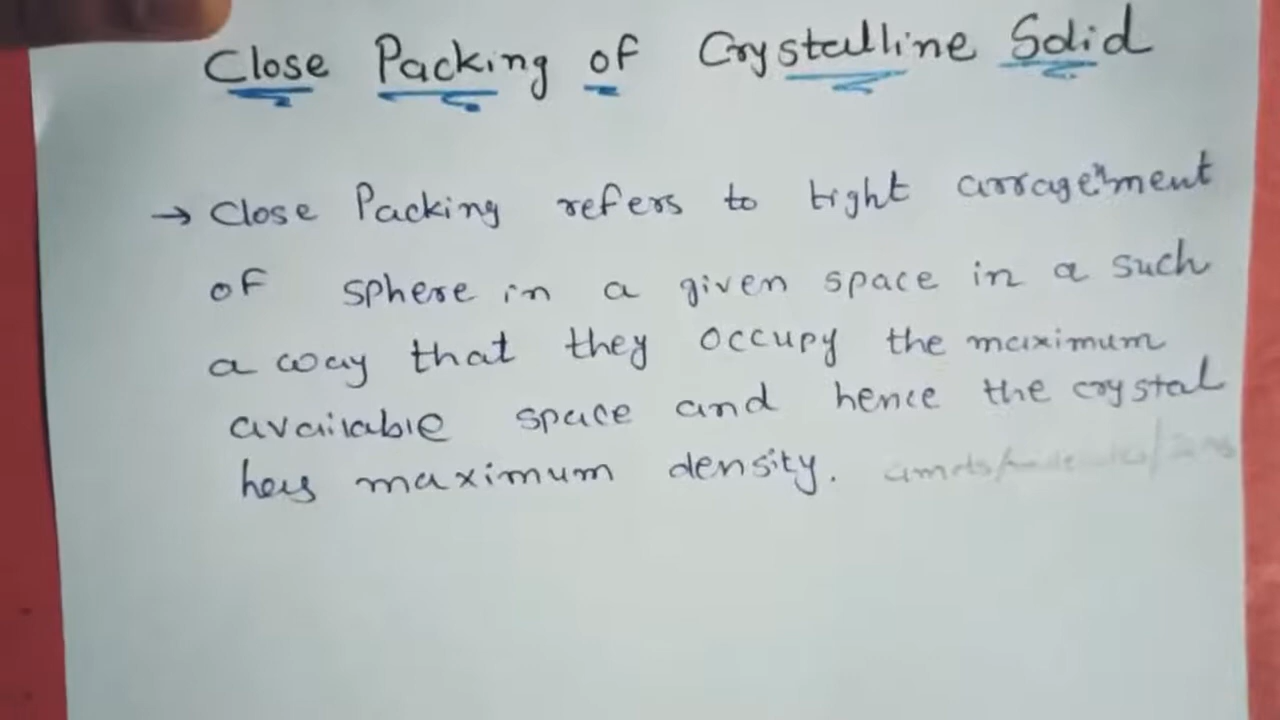 Close Packing of Crystalline Solid
→ Close Packing refers to tight arragement
of sphere in a given space in a such
a way that they occupy the maximum
available space and hence the crystal
has maximum density.